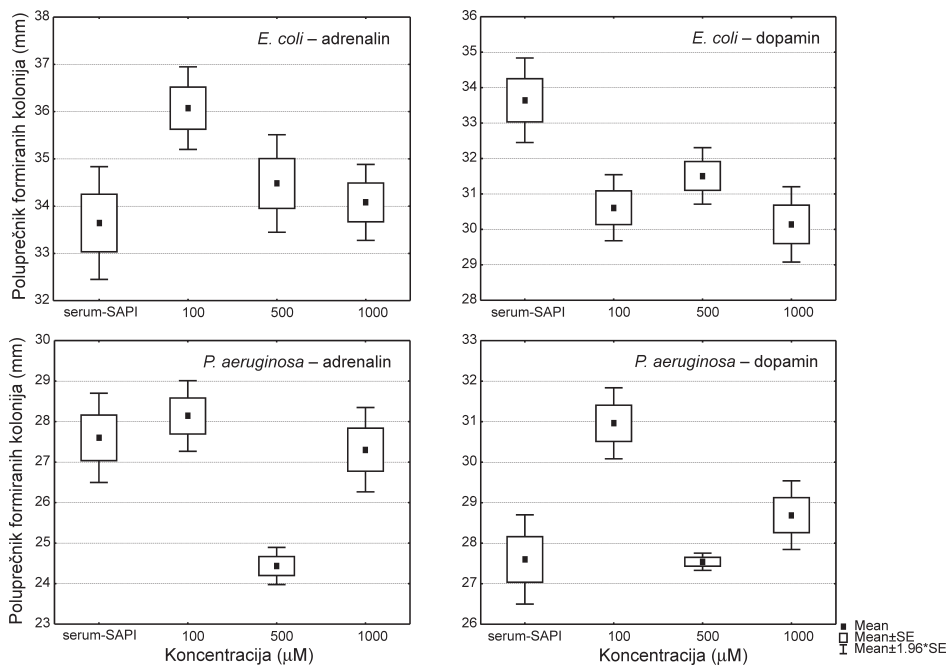 Poluprečnik formiranih kolonija (mm)
E. coli – adrenalin
38
37
36
35
34
33
32
serum-SAPI 100 500 1000
E. coli – dopamin
36
35
34
33
32
31
30
29
28
serum-SAPI 100 500 1000
Poluprečnik formiranih kolonija (mm)
P. aeruginosa – adrenalin
30
29
28
27
26
25
24
23
serum-SAPI 100 500 1000
Koncentracija (µM)
P. aeruginosa – dopamin
33
32
31
30
29
28
27
26
serum-SAPI 100 500 1000
Koncentracija (µM)
Mean
Mean±SE
Mean±1.96*SE